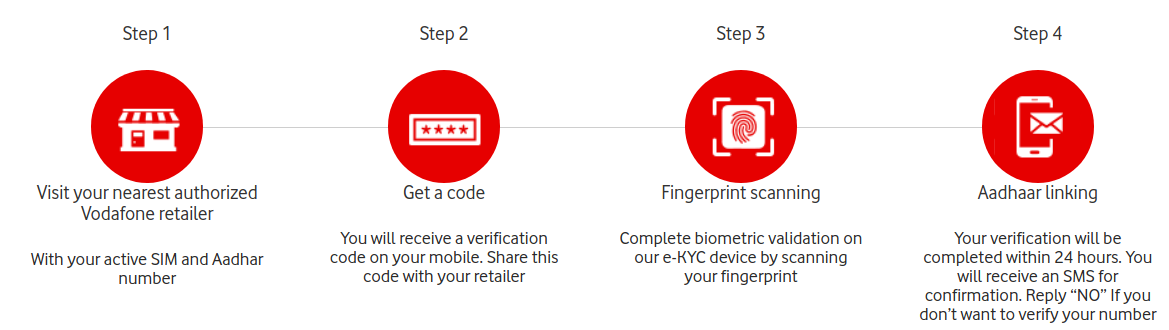 Step 1
Step 2
Step 3
Step 4
****
Visit your nearest authorized
Vodafone retailer
With your active SIM and Aadhar
number
Get a code
You will receive a verification
code on your mobile. Share this
code with your retailer
Fingerprint scanning
Complete biometric validation on
our e-KYC device by scanning
your fingerprint
Aadhaar linking
Your verification will be
completed within 24 hours. You
will receive an SMS for
confirmation. Reply “NO” If you
don’t want to verify your number